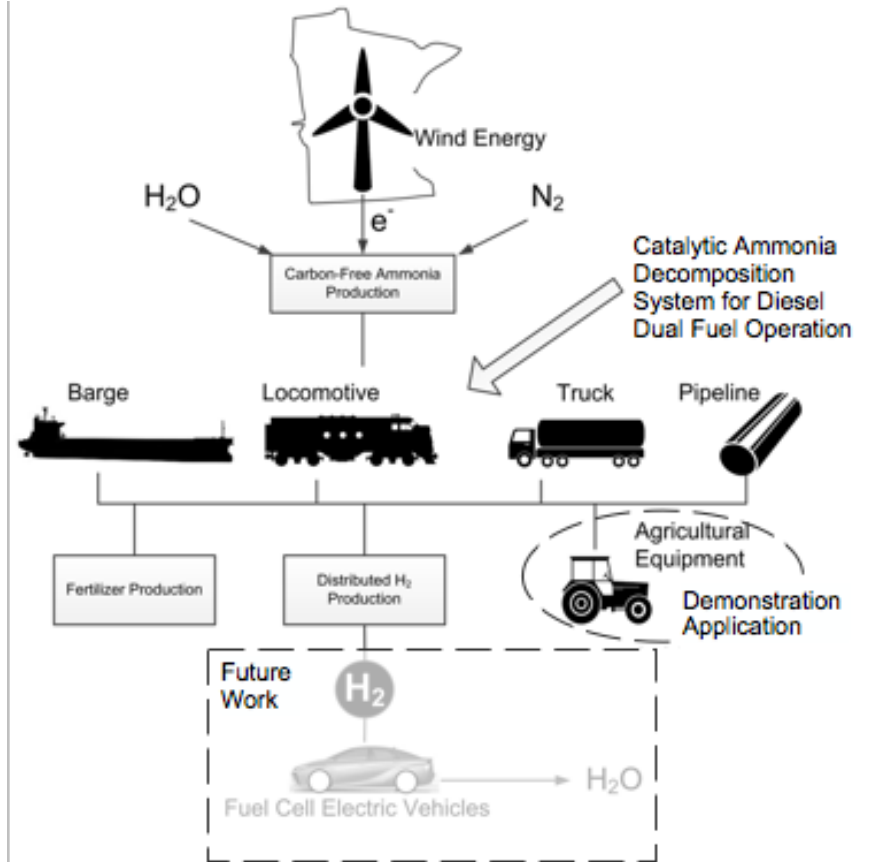 Wind Energy
H₂O
e⁻
N₂
Carbon-Free Ammonia
Production
Catalytic Ammonia
Decomposition
System for Diesel
Dual Fuel Operation
Barge
Locomotive
Truck
Pipeline
Fertilizer Production
Distributed H₂
Production
Agricultural
Equipment
Demonstration
Application
Future
Work
H₂
Fuel Cell Electric Vehicles
H₂O